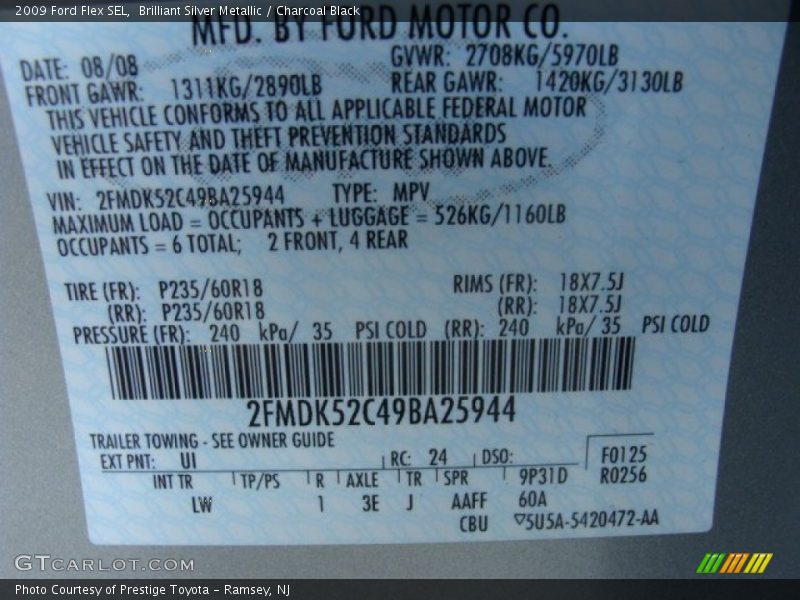 2009 Ford Flex SEL,  Brilliant Silver Metallic / Charcoal Black
MFD. BY FORD MOTOR CO.
DATE: 08/08 GVWR: 2708KG/5970LB
FRONT GAWR: 1311KG/2890LB REAR GAWR: 1420KG/3130LB
THIS VEHICLE CONFORMS TO ALL APPLICABLE FEDERAL MOTOR
VEHICLE SAFETY AND THEFT PREVENTION STANDARDS
IN EFFECT ON THE DATE OF MANUFACTURE SHOWN ABOVE.
VIN: 2FMDK52C49BA25944 TYPE: MPV
MAXIMUM LOAD = OCCUPANTS + LUGGAGE = 526KG/1160LB
OCCUPANTS = 6 TOTAL; 2 FRONT, 4 REAR
TIRE (FR): P235/60R18 RIMS (FR): 18X7.5J
(RR): P235/60R18 (RR): 18X7.5J
PRESSURE (FR): 240 kPa/ 35 PSI COLD (RR): 240 kPa/ 35 PSI COLD
2FMDK52C49BA25944
TRAILER TOWING - SEE OWNER GUIDE
EXT PNT: UI RC: 24 DSO: F0125
INT TR TP/PS R AXLE TR SPR 9P31D R0256
LW 1 3E J AAFF 60A
CBU ▽5U5A-5420472-AA
GTCARLOT.COM
Photo Courtesy of Prestige Toyota – Ramsey, NJ